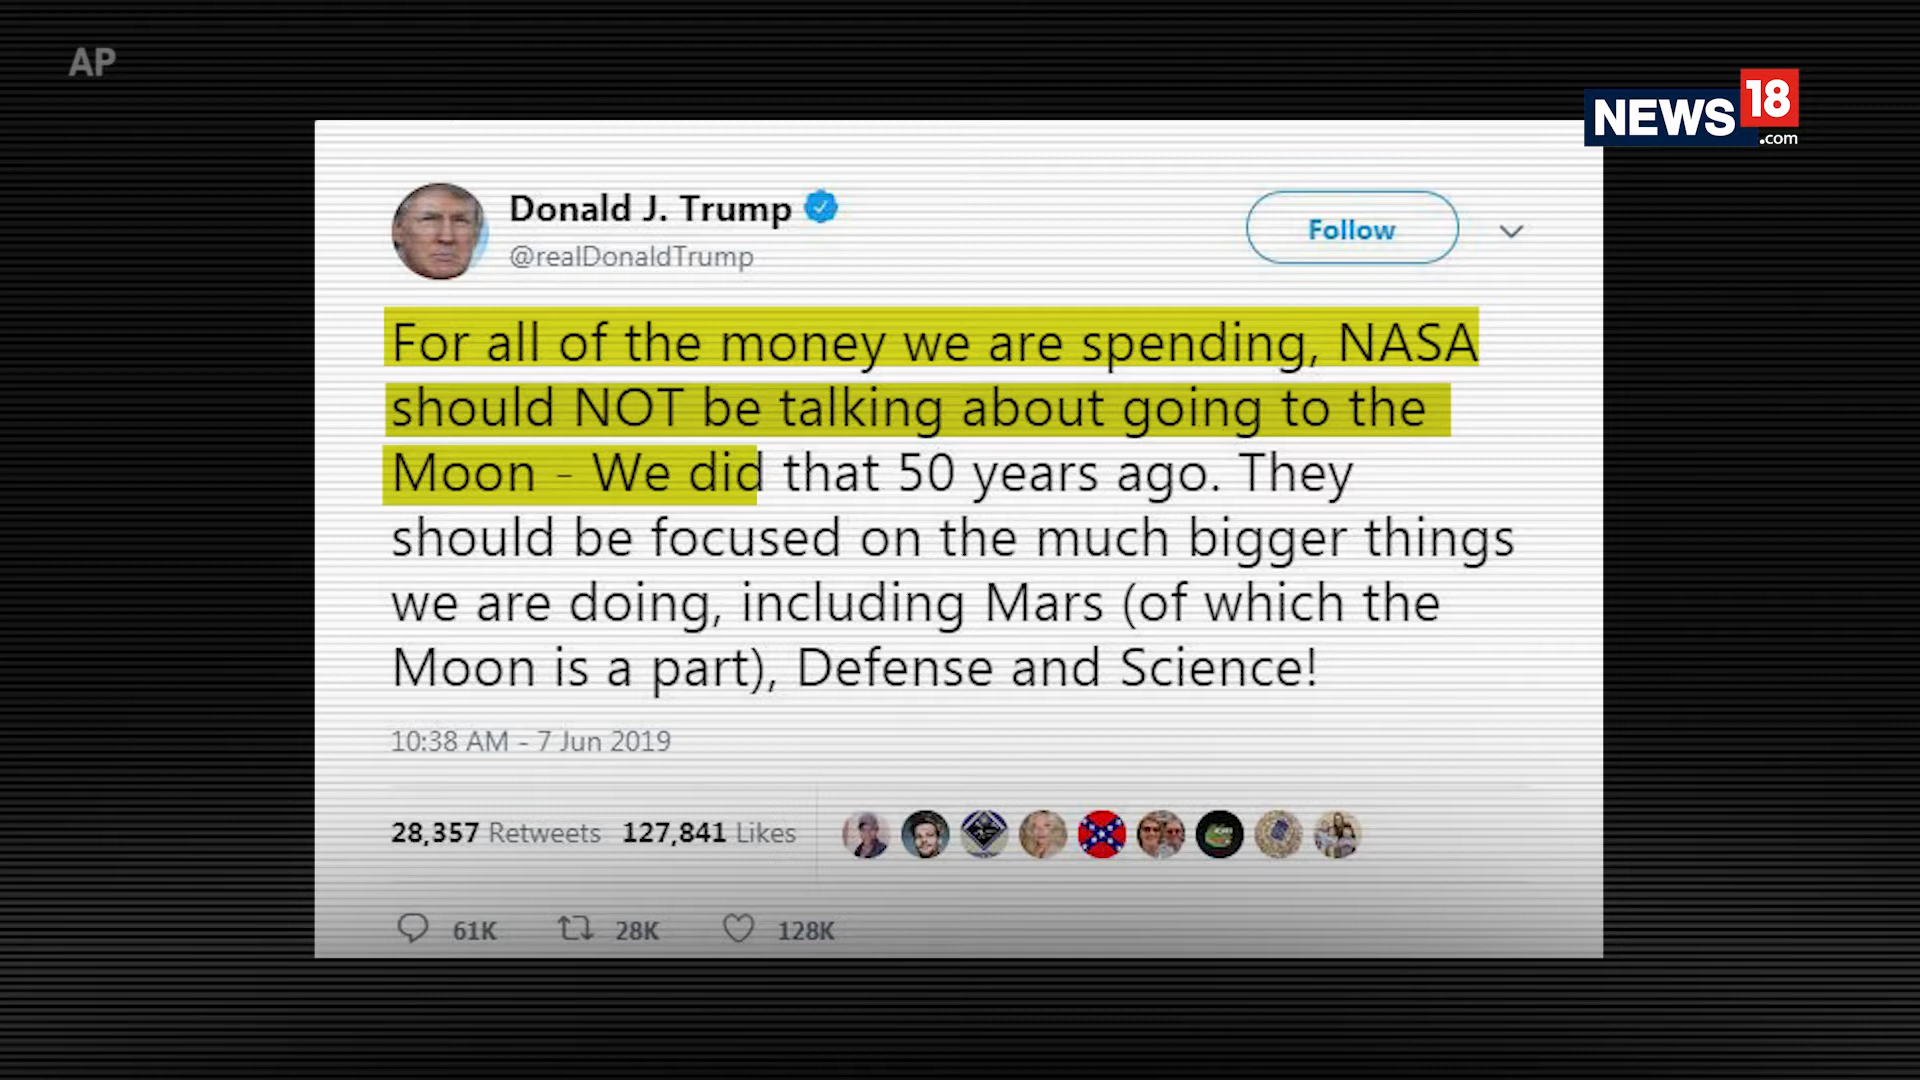 AP
NEWS 18
.com
Donald J. Trump
@realDonaldTrump
Follow
For all of the money we are spending, NASA
should NOT be talking about going to the
Moon - We did that 50 years ago. They
should be focused on the much bigger things
we are doing, including Mars (of which the
Moon is a part), Defense and Science!
10:38 AM - 7 Jun 2019
28,357 Retweets 127,841 Likes
61K 28K 128K